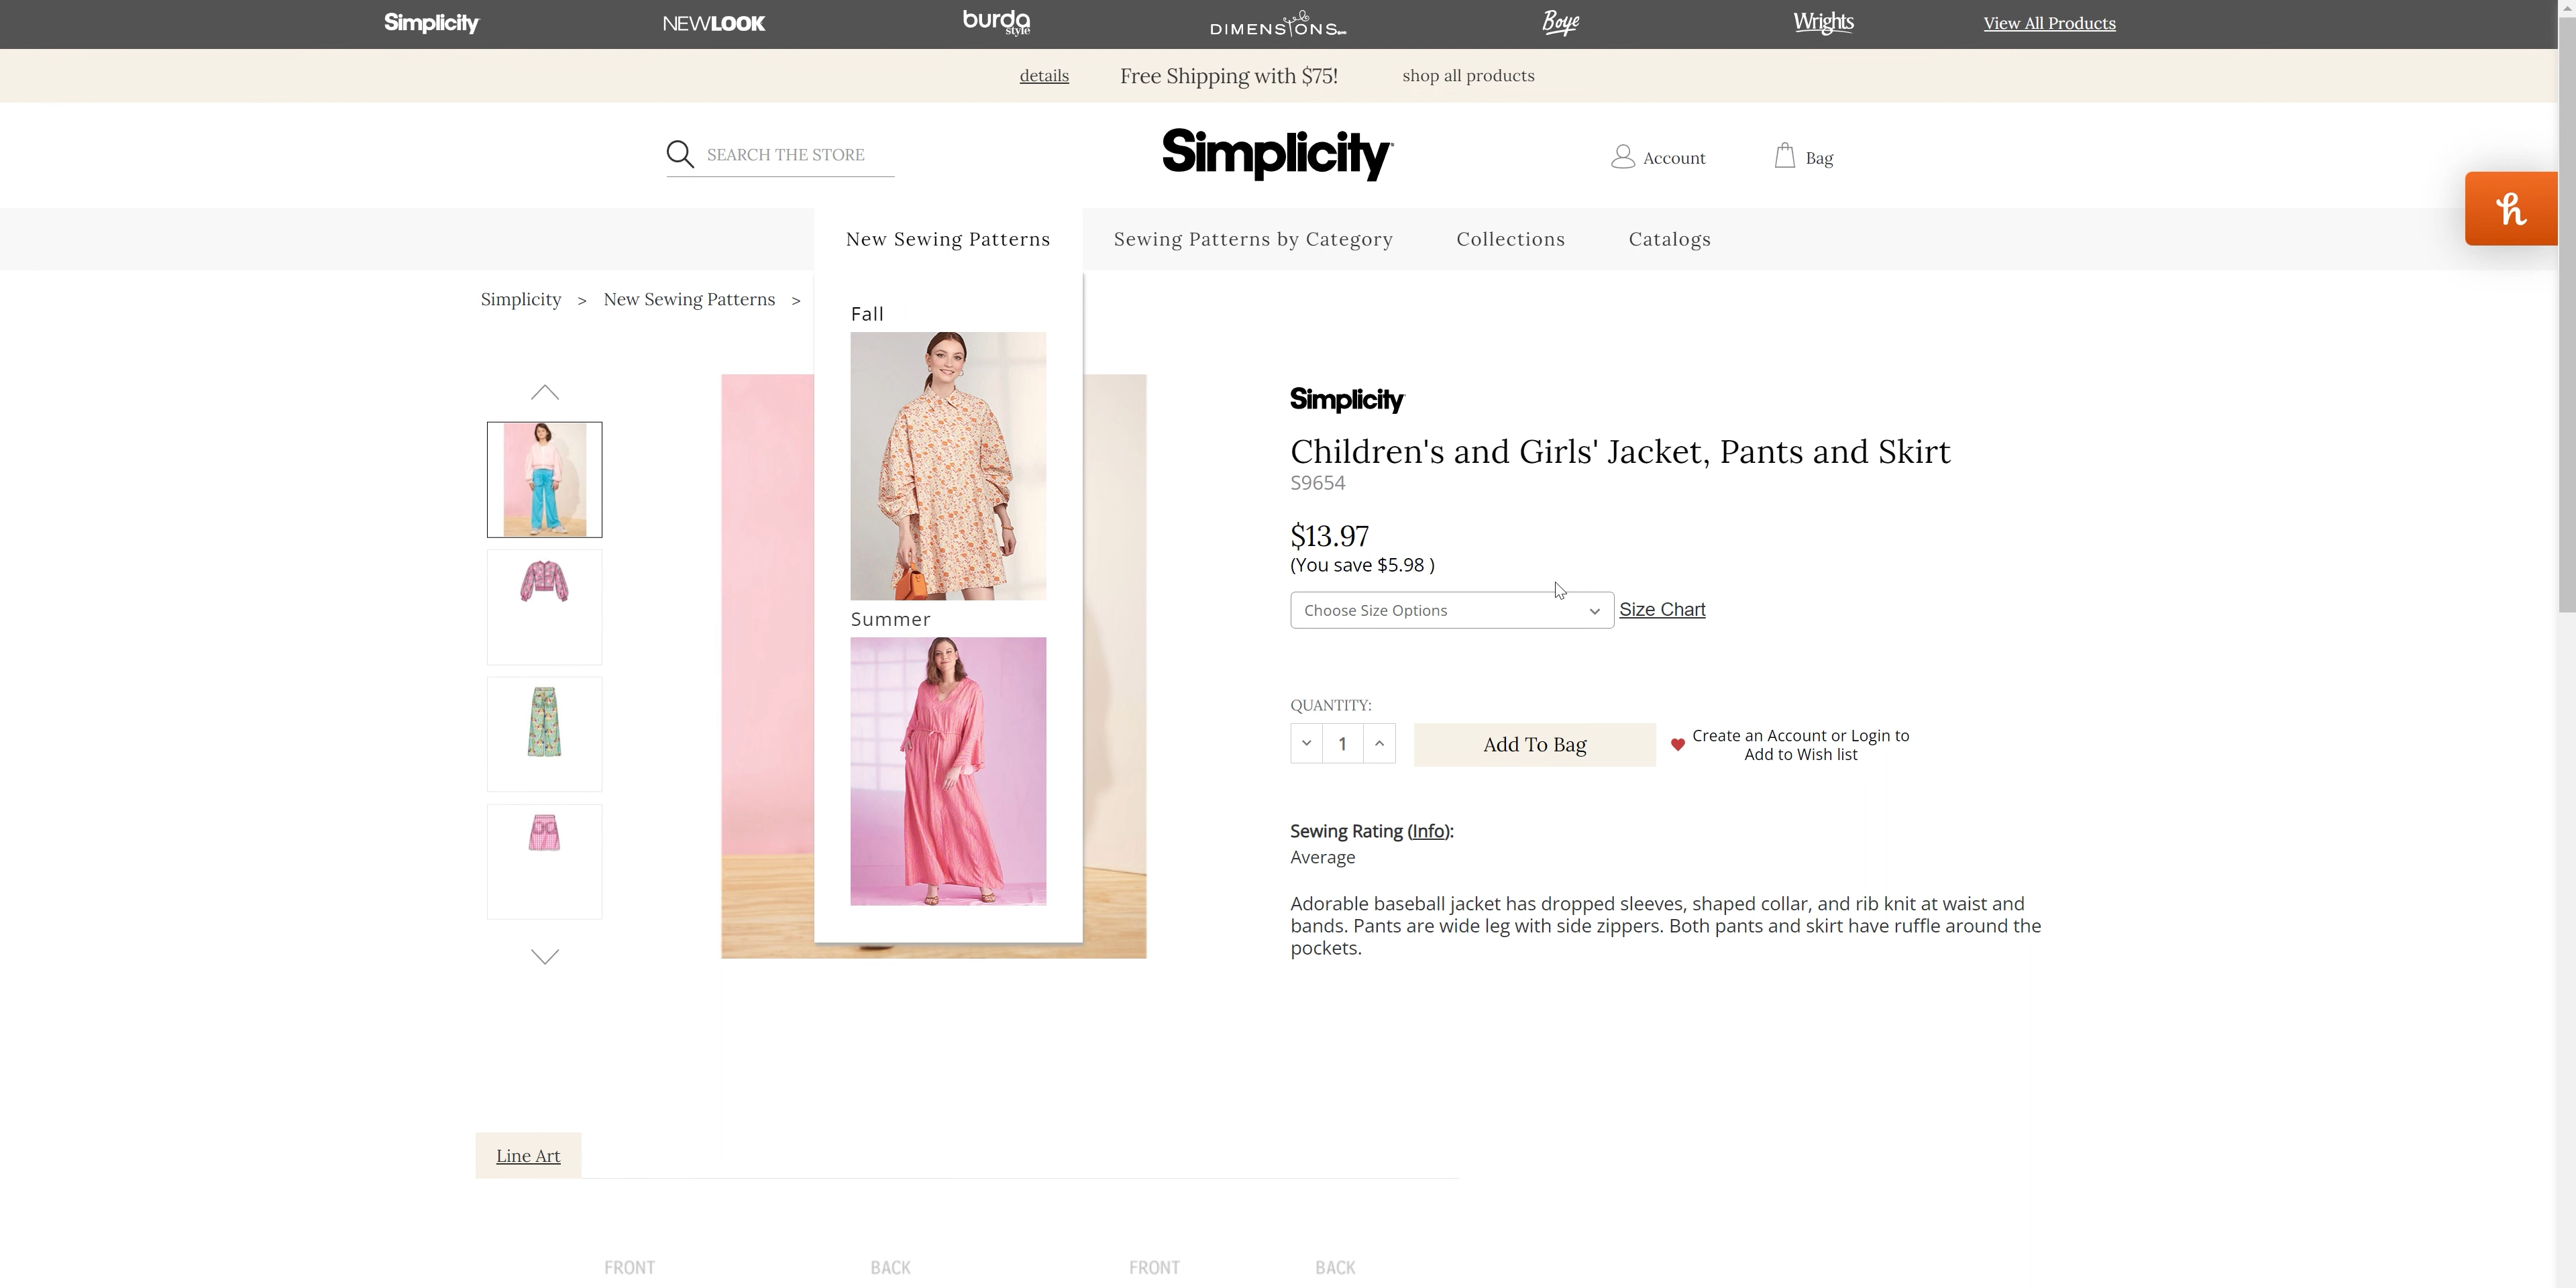 Simplicity
NEWLOOK
burda style
DIMENSIONS
Boye
Wrights
View All Products
details
Free Shipping with $75!
shop all products
SEARCH THE STORE
Simplicity
Account
Bag
New Sewing Patterns
Sewing Patterns by Category
Collections
Catalogs
Simplicity > New Sewing Patterns >
Fall
Summer
Simplicity
Children's and Girls' Jacket, Pants and Skirt
S9654
$13.97
(You save $5.98 )
Choose Size Options
Size Chart
QUANTITY:
1
Add To Bag
Create an Account or Login to
Add to Wish list
Sewing Rating (Info):
Average
Adorable baseball jacket has dropped sleeves, shaped collar, and rib knit at waist and
bands. Pants are wide leg with side zippers. Both pants and skirt have ruffle around the
pockets.
Line Art
FRONT
BACK
FRONT
BACK